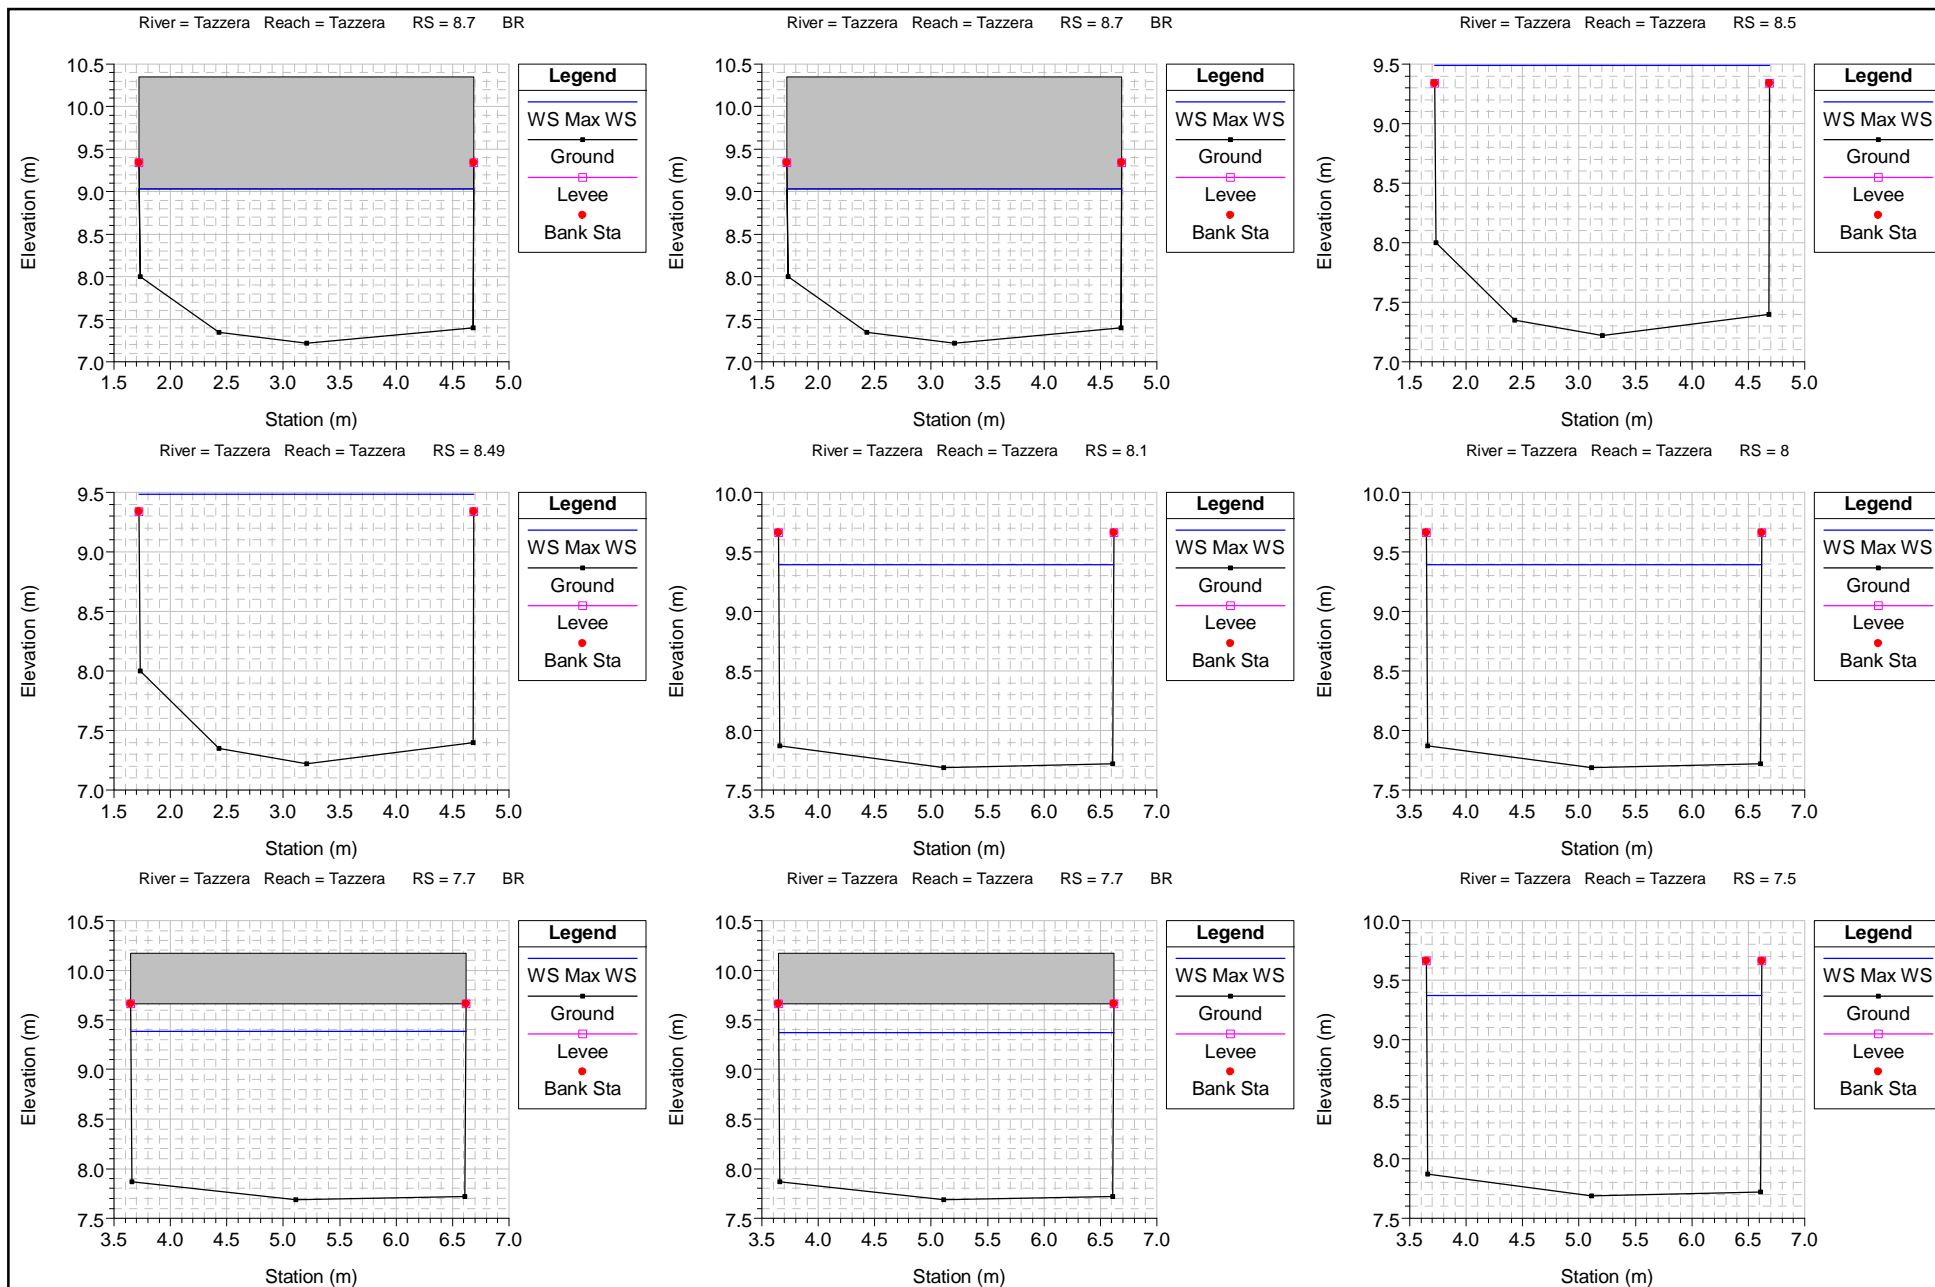 River = Tazzera Reach = Tazzera RS = 8.7 BR
10.5
10.0
9.5
9.0
8.5
8.0
7.5
7.0
Elevation (m)
1.5 2.0 2.5 3.0 3.5 4.0 4.5 5.0
Station (m)
Legend
WS Max WS
Ground
Levee
Bank Sta
River = Tazzera Reach = Tazzera RS = 8.7 BR
10.5
10.0
9.5
9.0
8.5
8.0
7.5
7.0
Elevation (m)
1.5 2.0 2.5 3.0 3.5 4.0 4.5 5.0
Station (m)
Legend
WS Max WS
Ground
Levee
Bank Sta
River = Tazzera Reach = Tazzera RS = 8.5
9.5
9.0
8.5
8.0
7.5
7.0
Elevation (m)
1.5 2.0 2.5 3.0 3.5 4.0 4.5 5.0
Station (m)
Legend
WS Max WS
Ground
Levee
Bank Sta
River = Tazzera Reach = Tazzera RS = 8.49
9.5
9.0
8.5
8.0
7.5
7.0
Elevation (m)
1.5 2.0 2.5 3.0 3.5 4.0 4.5 5.0
Station (m)
Legend
WS Max WS
Ground
Levee
Bank Sta
River = Tazzera Reach = Tazzera RS = 8.1
10.0
9.5
9.0
8.5
8.0
7.5
Elevation (m)
3.5 4.0 4.5 5.0 5.5 6.0 6.5 7.0
Station (m)
Legend
WS Max WS
Ground
Levee
Bank Sta
River = Tazzera Reach = Tazzera RS = 8
10.0
9.5
9.0
8.5
8.0
7.5
Elevation (m)
3.5 4.0 4.5 5.0 5.5 6.0 6.5 7.0
Station (m)
Legend
WS Max WS
Ground
Levee
Bank Sta
River = Tazzera Reach = Tazzera RS = 7.7 BR
10.5
10.0
9.5
9.0
8.5
8.0
7.5
Elevation (m)
3.5 4.0 4.5 5.0 5.5 6.0 6.5 7.0
Station (m)
Legend
WS Max WS
Ground
Levee
Bank Sta
River = Tazzera Reach = Tazzera RS = 7.7 BR
10.5
10.0
9.5
9.0
8.5
8.0
7.5
Elevation (m)
3.5 4.0 4.5 5.0 5.5 6.0 6.5 7.0
Station (m)
Legend
WS Max WS
Ground
Levee
Bank Sta
River = Tazzera Reach = Tazzera RS = 7.5
10.0
9.5
9.0
8.5
8.0
7.5
Elevation (m)
3.5 4.0 4.5 5.0 5.5 6.0 6.5 7.0
Station (m)
Legend
WS Max WS
Ground
Levee
Bank Sta